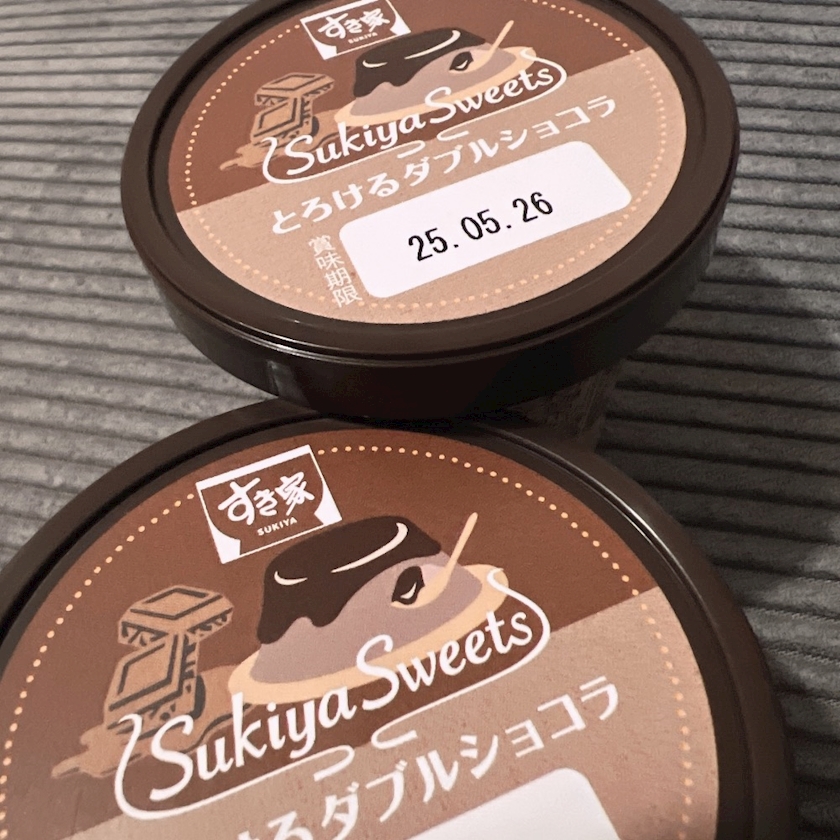 すき家
SUKIYA
Sukiya Sweets
とろけるダブルショコラ
25.05.26
賞味期限
すき家
SUKIYA
Sukiya Sweets
けるダブルショコラ